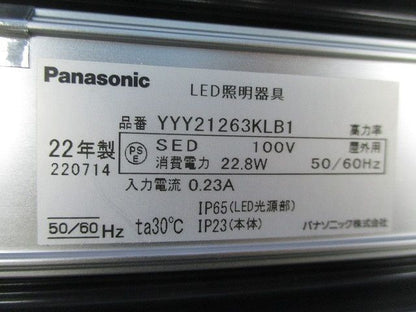 Panasonic LED照明器具
品番 YYY21263KLB1 高力率
22年製 PS E SED 100V 屋外用
220714 消費電力 22.8W 50/60Hz
入力電流 0.23A
IP65(LED光源部)
50/60 Hz ta30℃ IP23(本体) パナソニック株式会社